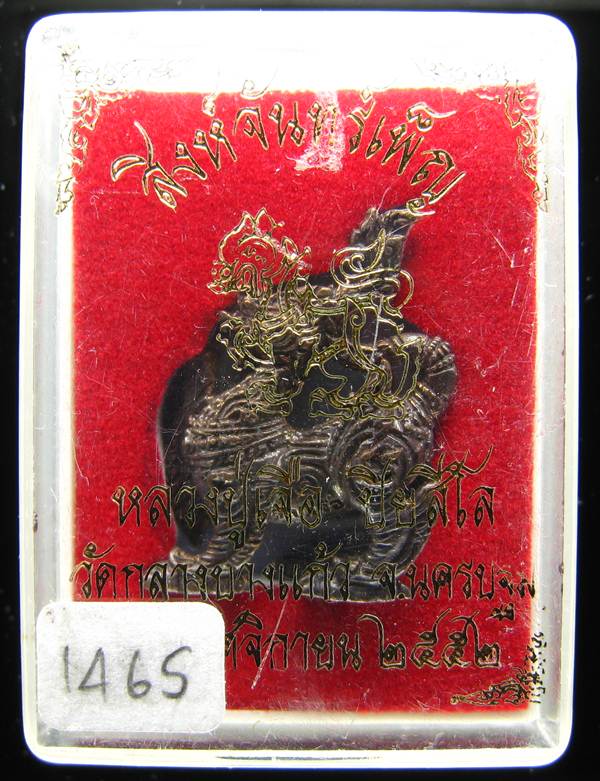 สิงห์จันทร์เพ็ญ
หลวงปู่เจือ ปิยสีโล
วัดกลางบางแก้ว จ.นครปฐม
พฤศจิกายน ๒๕๕๒
1465